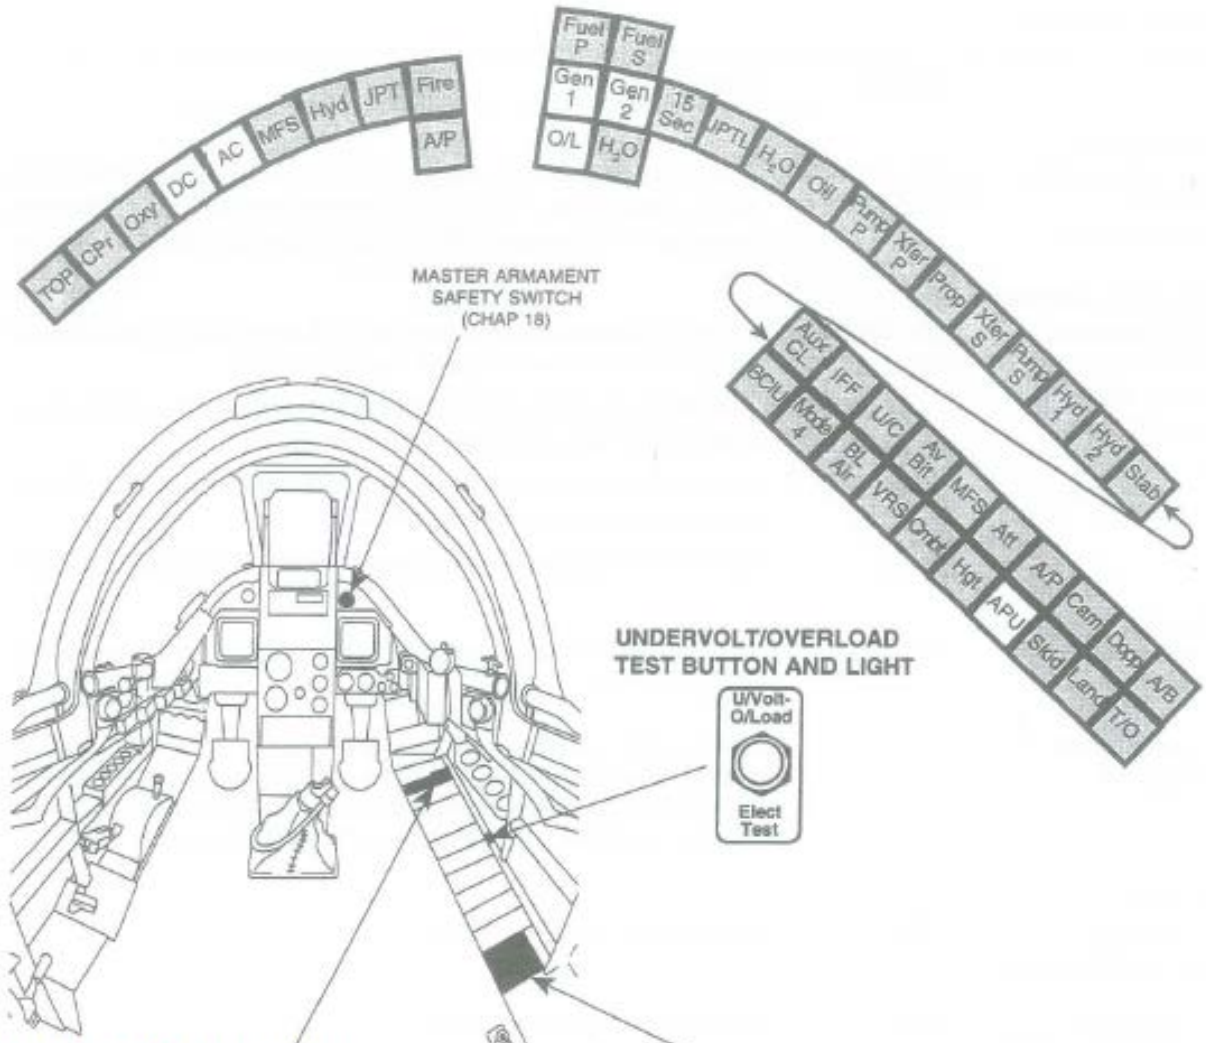 Fuel P
Fuel S
Gen 1
Gen 2
O/L
H2O
15 Sec
JPTL
H2O
Oil
Pump P
Xfer P
Prop
Xfer S
Pump S
Hyd 1
Hyd 2
Stab
TOP
CPr
Oxy
DC
AC
MFS
Hyd
JPT
Fire
A/P
MASTER ARMAMENT
SAFETY SWITCH
(CHAP 18)
Aux CL
IFF
U/C
Av Bit
MFS
Att
A/P
Cam
Dopp
A/B
BCIU
Mode 4
BL Air
VRS
Cmbt
Hgt
APU
Skid
Land
T/O
UNDERVOLT/OVERLOAD
TEST BUTTON AND LIGHT
U/Volt-
O/Load
Elect
Test